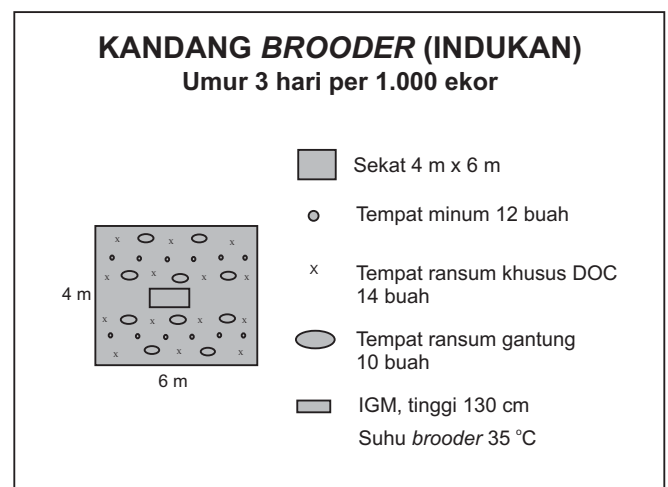 KANDANG BROODER (INDUKAN)
Umur 3 hari per 1.000 ekor
Sekat 4 m x 6 m
Tempat minum 12 buah
x Tempat ransum khusus DOC
14 buah
Tempat ransum gantung
10 buah
IGM, tinggi 130 cm
Suhu brooder 35 °C
x x x
x x x x
4 m
x x x x
x x x
6 m